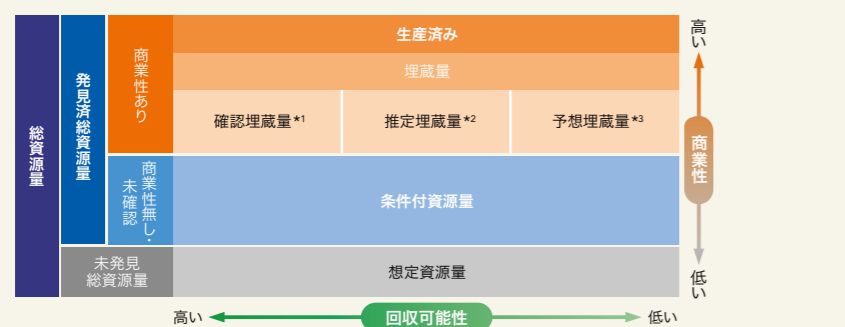 総資源量
発見済総資源量
商業性あり
生産済み
埋蔵量
確認埋蔵量*1
推定埋蔵量*2
予想埋蔵量*3
商業性無し・
未確認
条件付資源量
未発見
総資源量
想定資源量
高い
商業性
低い
高い
回収可能性
低い